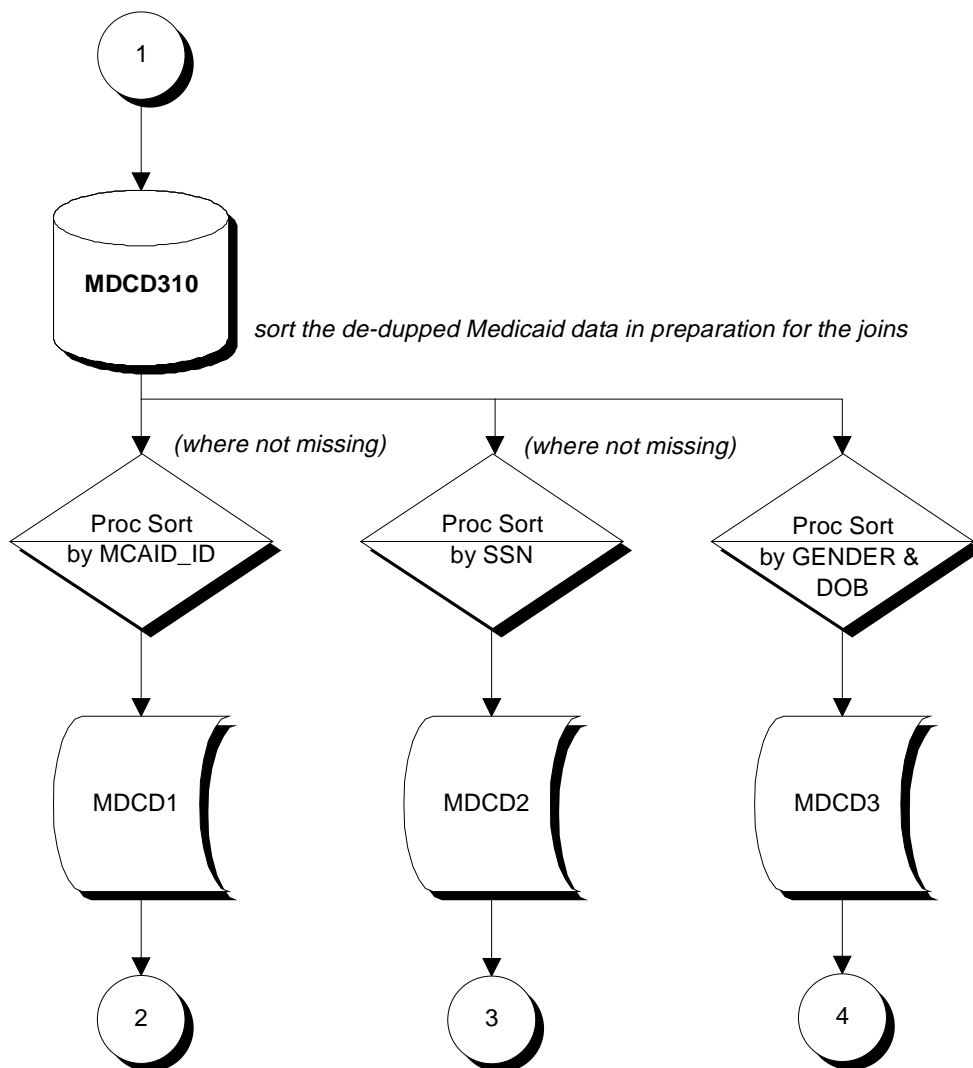 1
MDCD310
sort the de-dupped Medicaid data in preparation for the joins
(where not missing)
(where not missing)
Proc Sort
by MCAID_ID
Proc Sort
by SSN
Proc Sort
by GENDER &
DOB
MDCD1
MDCD2
MDCD3
2
3
4